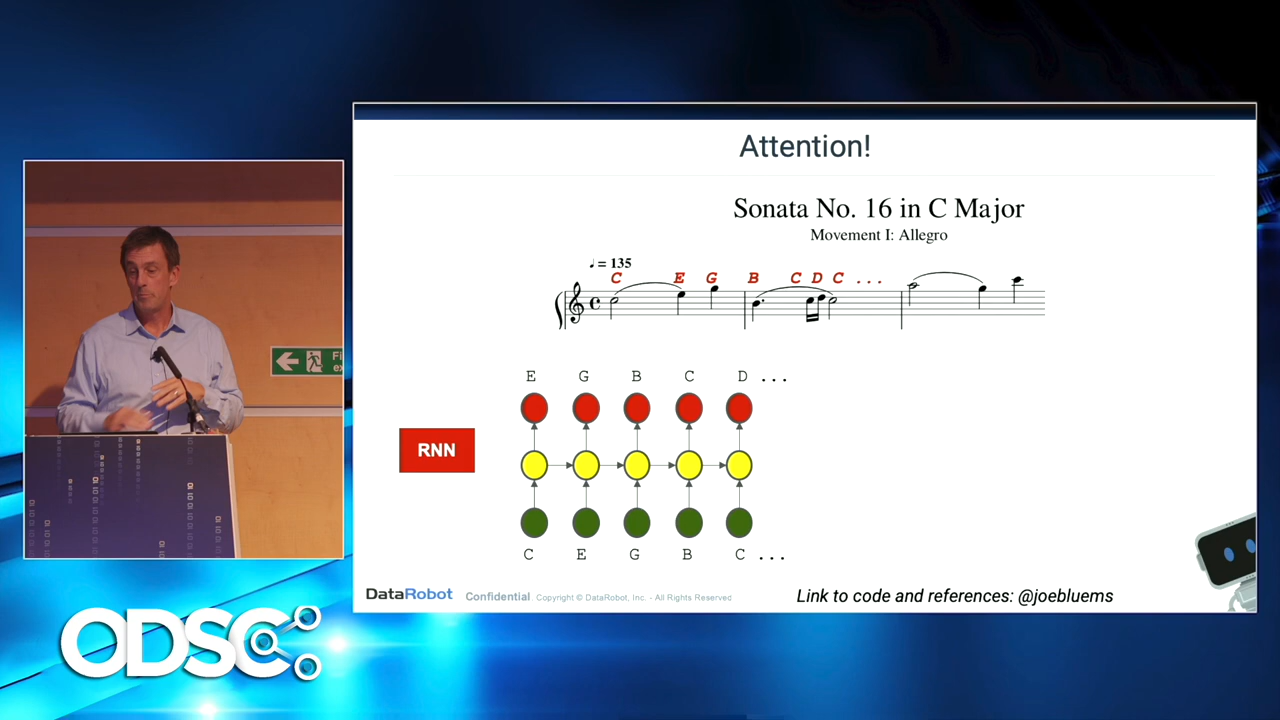 Attention!
Sonata No. 16 in C Major
Movement I: Allegro
♩ = 135
C E G B C D C ...
E G B C D ...
RNN
C E G B C ...
DataRobot Confidential Copyright © DataRobot, Inc. - All Rights Reserved
Link to code and references: @joebluems
ODSC